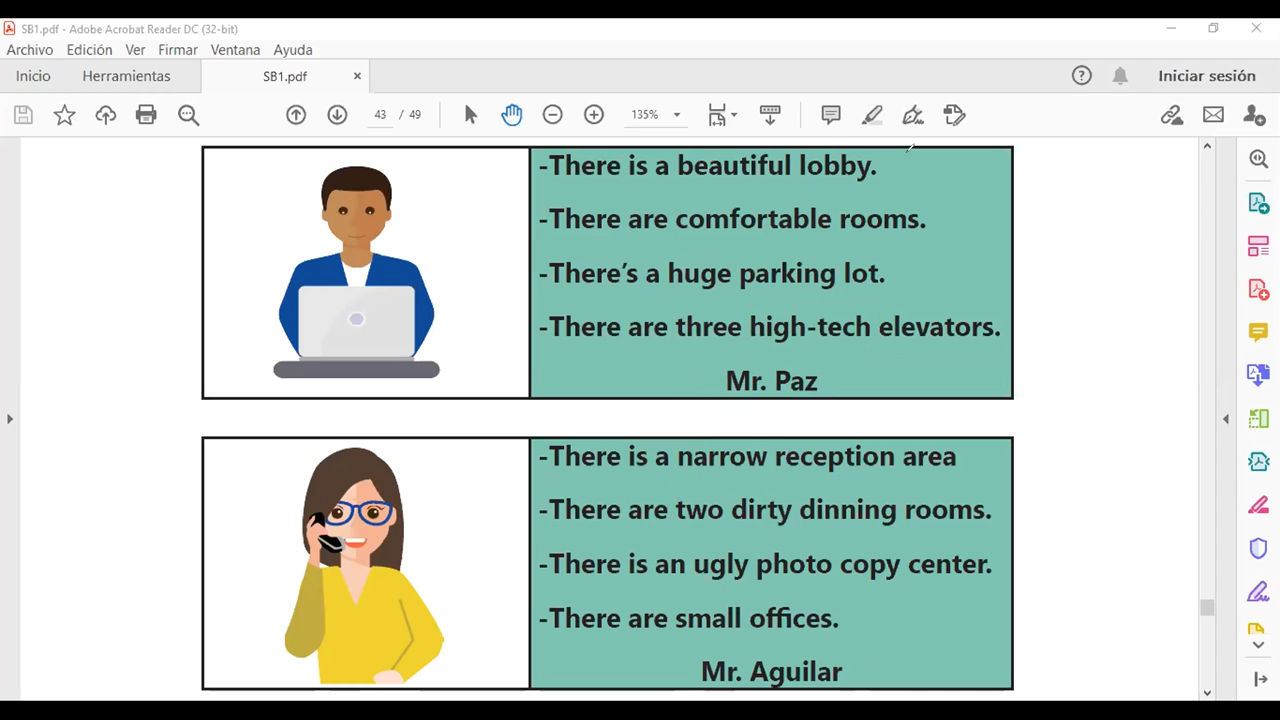 SB1.pdf - Adobe Acrobat Reader DC (32-bit)
Archivo Edición Ver Firmar Ventana Ayuda
Inicio Herramientas SB1.pdf × Iniciar sesión
43 / 49 135%
-There is a beautiful lobby.
-There are comfortable rooms.
-There's a huge parking lot.
-There are three high-tech elevators.
Mr. Paz
-There is a narrow reception area
-There are two dirty dinning rooms.
-There is an ugly photo copy center.
-There are small offices.
Mr. Aguilar